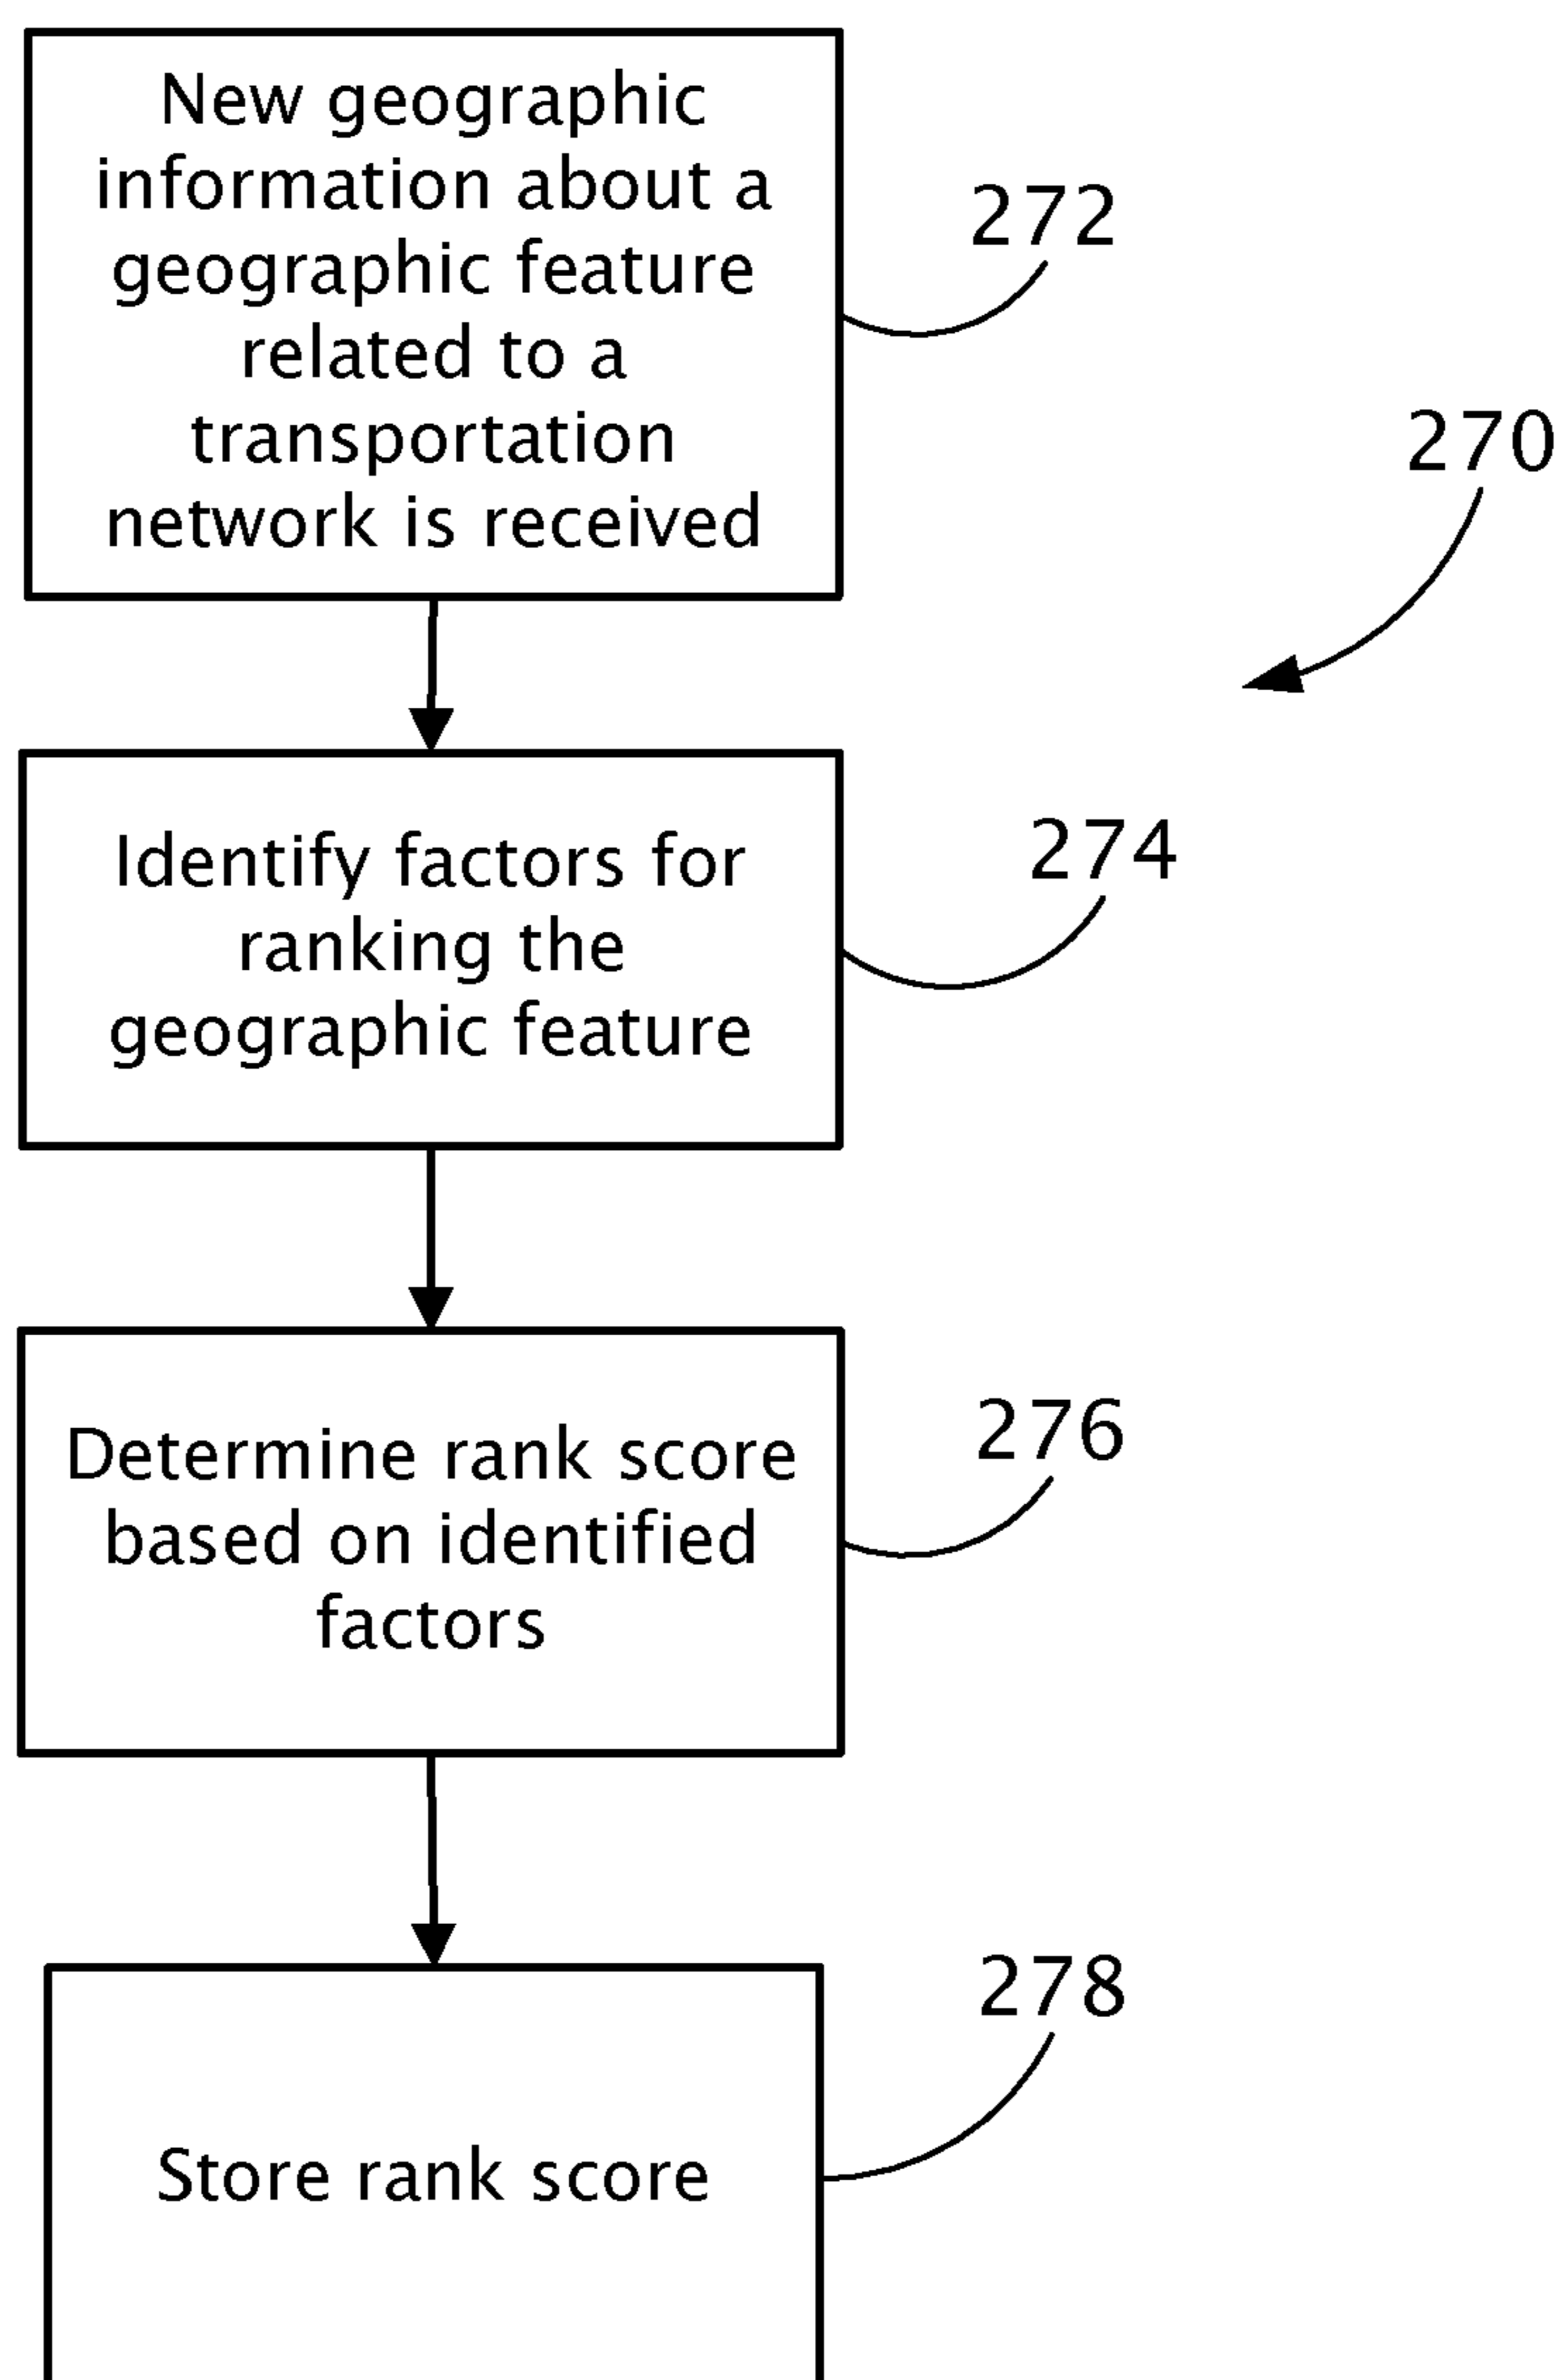 New geographic
information about a
geographic feature
related to a
transportation
network is received
272
270
Identify factors for
ranking the
geographic feature
274
Determine rank score
based on identified
factors
276
Store rank score
278